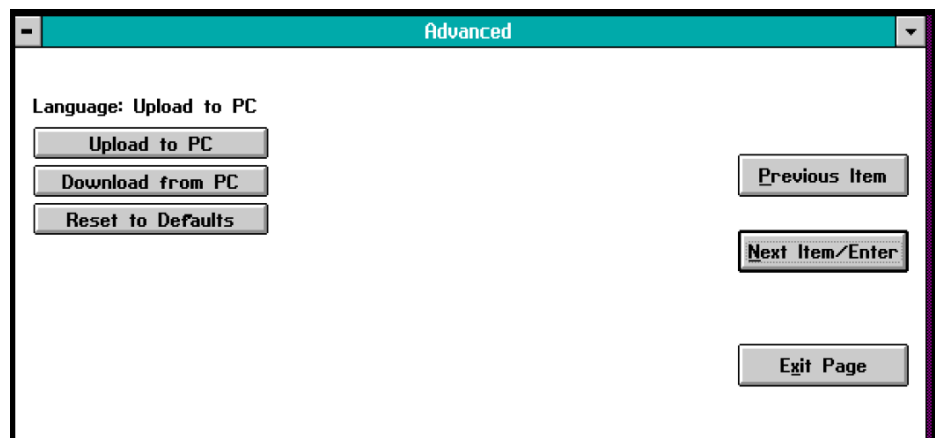 Advanced
Language: Upload to PC
Upload to PC
Download from PC
Reset to Defaults
Previous Item
Next Item/Enter
Exit Page